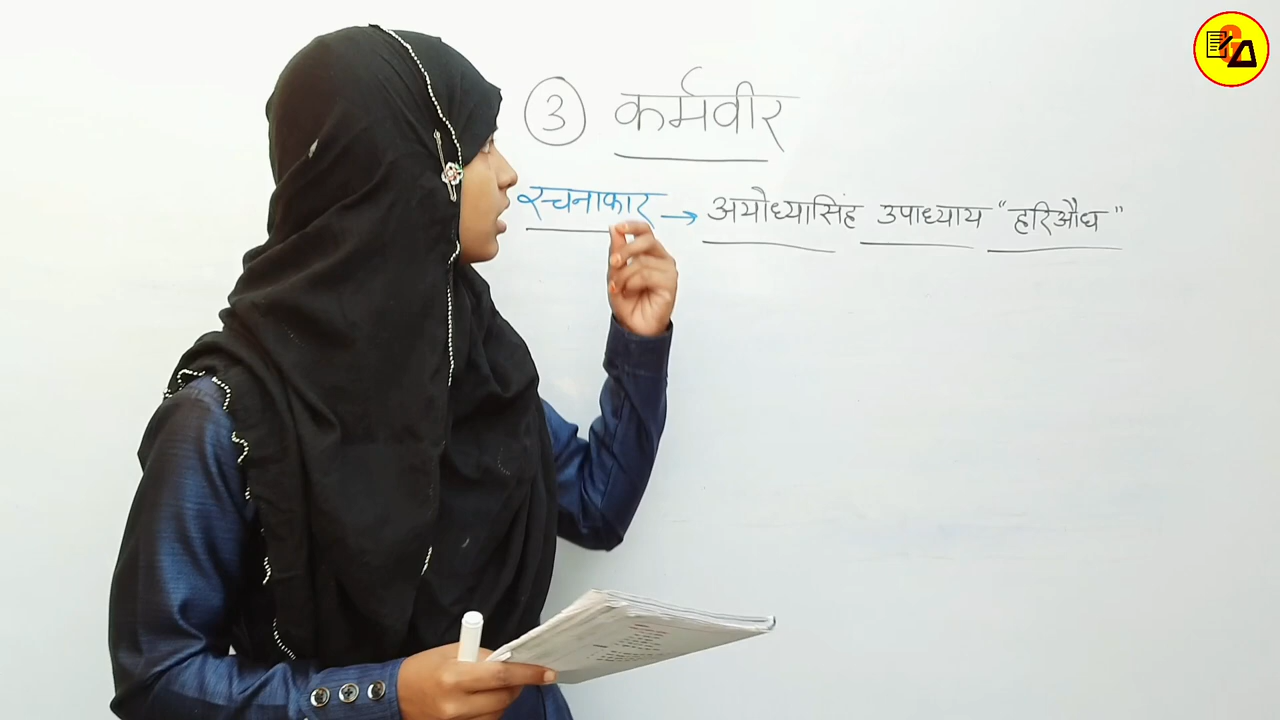 ③ कर्मवीर
रचनाकार → अयोध्यासिंह उपाध्याय "हरिऔध"